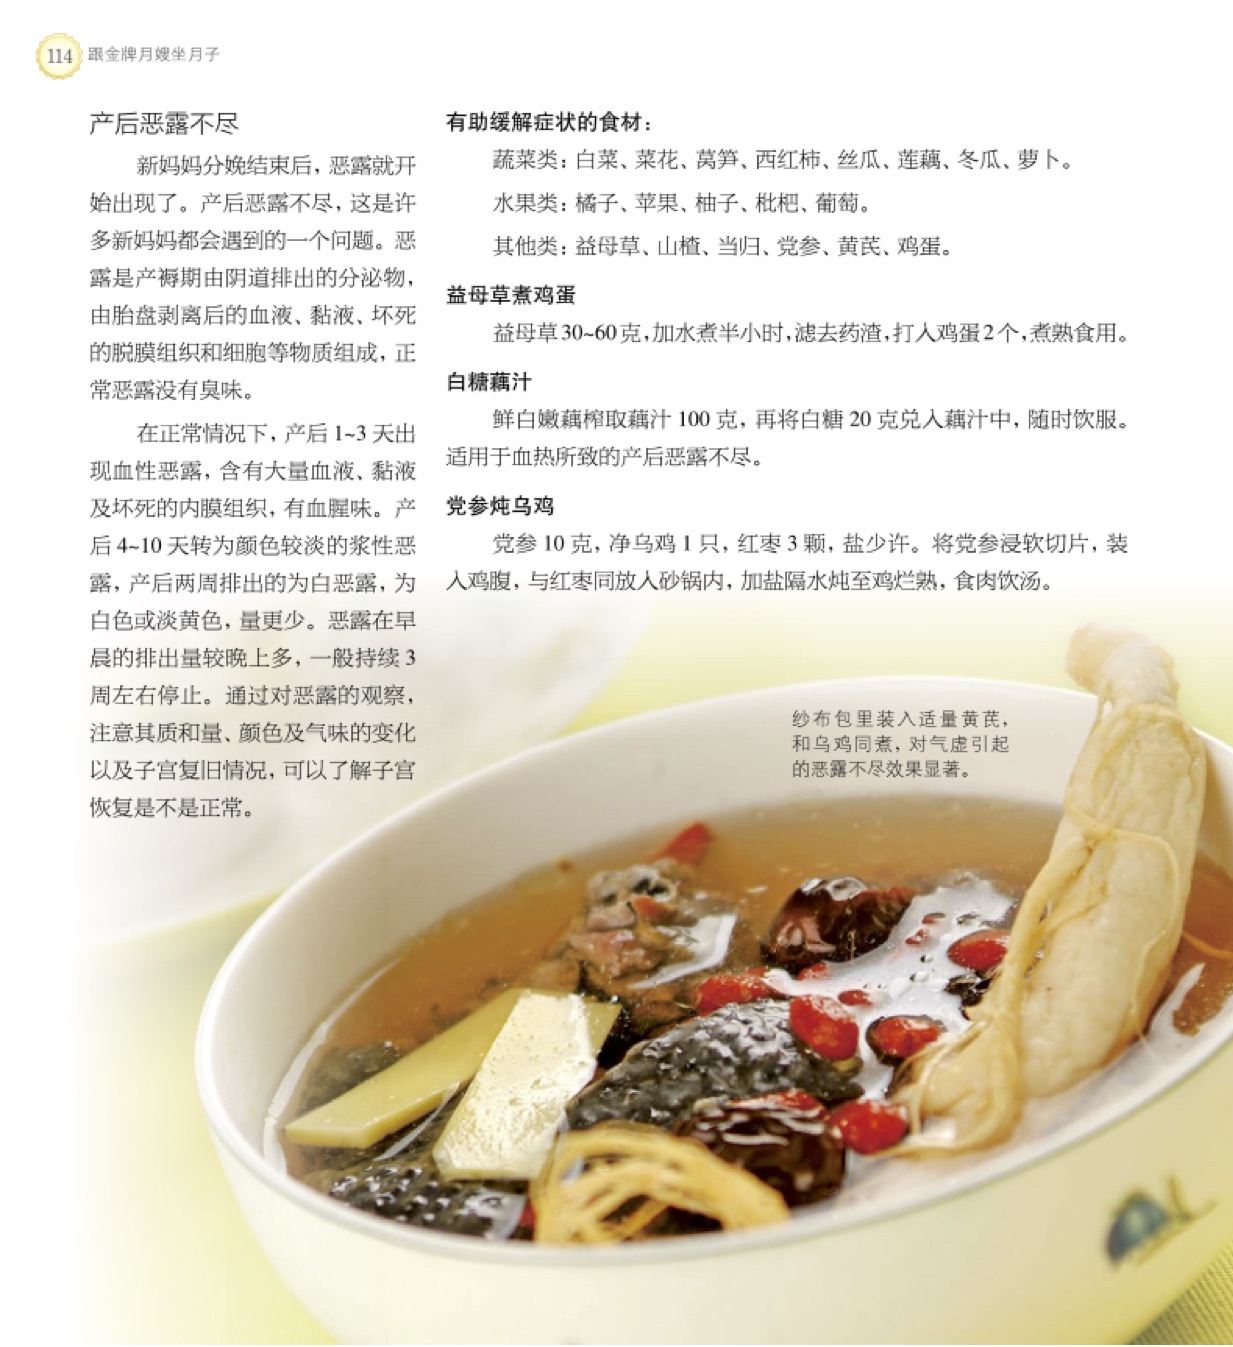 114 跟金牌月嫂坐月子
产后恶露不尽
新妈妈分娩结束后，恶露就开
始出现了。产后恶露不尽，这是许
多新妈妈都会遇到的一个问题。恶
露是产褥期由阴道排出的分泌物，
由胎盘剥离后的血液、黏液、坏死
的脱膜组织和细胞等物质组成，正
常恶露没有臭味。
在正常情况下，产后 1~3 天出
现血性恶露，含有大量血液、黏液
及坏死的内膜组织，有血腥味。产
后 4~10 天转为颜色较淡的浆性恶
露，产后两周排出的为白恶露，为
白色或淡黄色，量更少。恶露在早
晨的排出量较晚上多，一般持续 3
周左右停止。通过对恶露的观察，
注意其质和量、颜色及气味的变化
以及子宫复旧情况，可以了解子宫
恢复是不是正常。
有助缓解症状的食材：
蔬菜类：白菜、菜花、莴笋、西红柿、丝瓜、莲藕、冬瓜、萝卜。
水果类：橘子、苹果、柚子、枇杷、葡萄。
其他类：益母草、山楂、当归、党参、黄芪、鸡蛋。
益母草煮鸡蛋
益母草 30~60 克，加水煮半小时，滤去药渣，打入鸡蛋 2 个，煮熟食用。
白糖藕汁
鲜白嫩藕榨取藕汁 100 克，再将白糖 20 克兑入藕汁中，随时饮服。
适用于血热所致的产后恶露不尽。
党参炖乌鸡
党参 10 克，净乌鸡 1 只，红枣 3 颗，盐少许。将党参浸软切片，装
入鸡腹，与红枣同放入砂锅内，加盐隔水炖至鸡烂熟，食肉饮汤。
纱布包里装入适量黄芪，
和乌鸡同煮，对气虚引起
的恶露不尽效果显著。